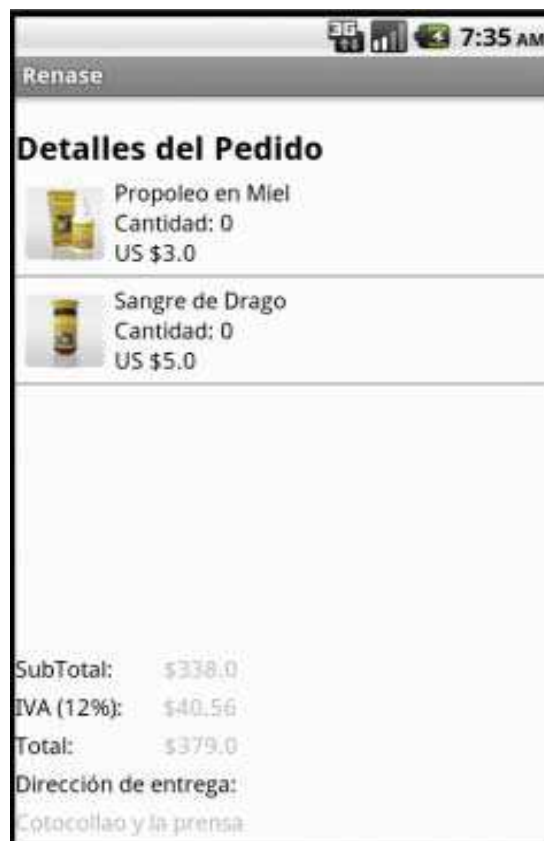 3G
7:35 AM
Renase
Detalles del Pedido
Propoleo en Miel
Cantidad: 0
US $3.0
Sangre de Drago
Cantidad: 0
US $5.0
SubTotal: $338.0
IVA (12%): $40.56
Total: $379.0
Dirección de entrega:
Cotocollao y la prensa